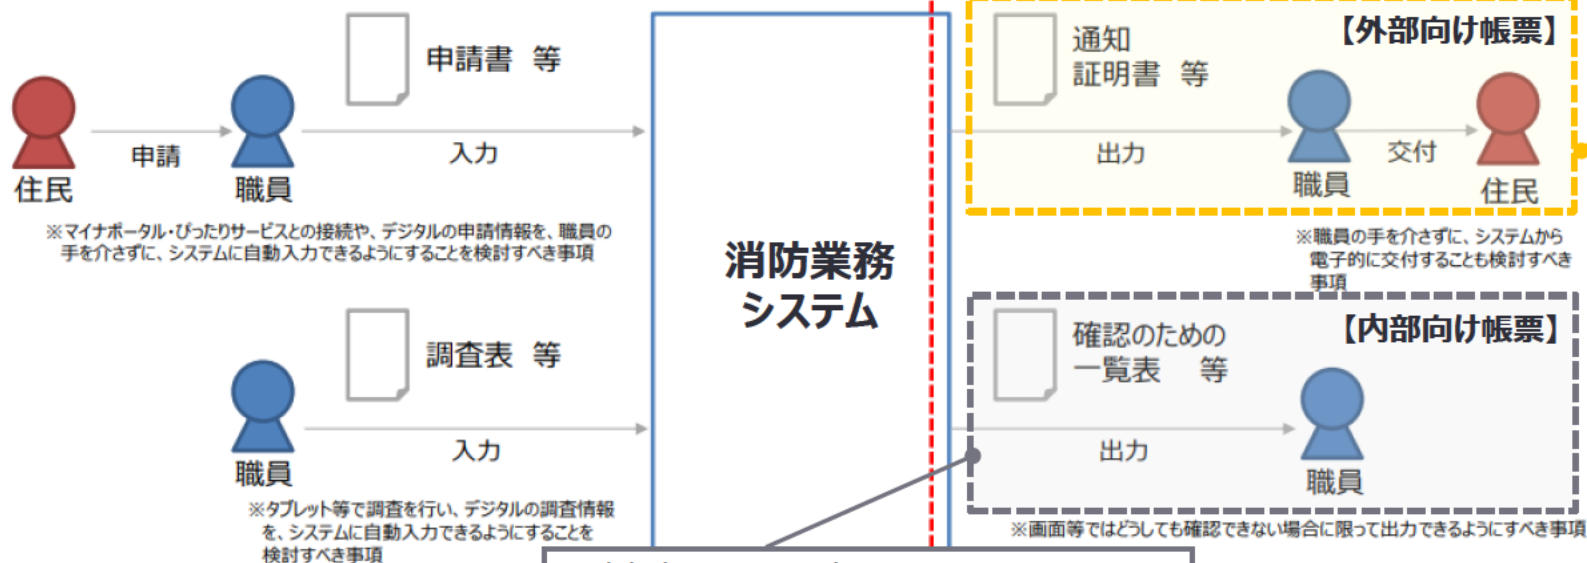 申請書 等
申請
入力
住民
職員
※マイナポータル・ぴったりサービスとの接続や、デジタルの申請情報を、職員の
手を介さずに、システムに自動入力できるようにすることを検討すべき事項
調査表 等
入力
職員
※タブレット等で調査を行い、デジタルの調査情報
を、システムに自動入力できるようにすることを
検討すべき事項
消防業務
システム
【外部向け帳票】
通知
証明書 等
出力
交付
職員
住民
※職員の手を介さずに、システムから
電子的に交付することも検討すべき
事項
【内部向け帳票】
確認のための
一覧表 等
出力
職員
※画面等ではどうしても確認できない場合に限って出力できるようにすべき事項